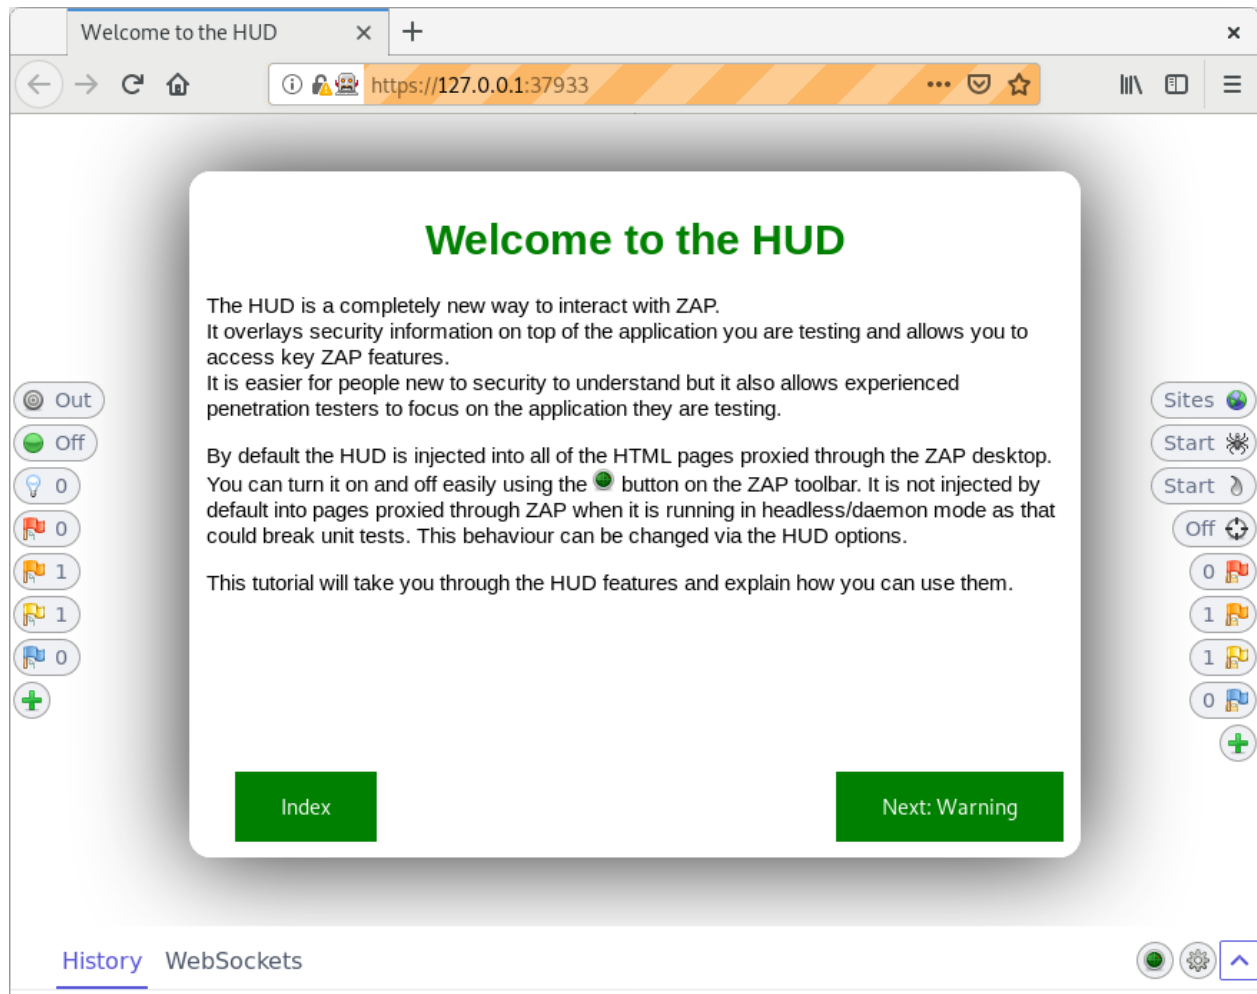 Welcome to the HUD
https://127.0.0.1:37933
Welcome to the HUD
The HUD is a completely new way to interact with ZAP.
It overlays security information on top of the application you are testing and allows you to
access key ZAP features.
It is easier for people new to security to understand but it also allows experienced
penetration testers to focus on the application they are testing.
By default the HUD is injected into all of the HTML pages proxied through the ZAP desktop.
You can turn it on and off easily using the button on the ZAP toolbar. It is not injected by
default into pages proxied through ZAP when it is running in headless/daemon mode as that
could break unit tests. This behaviour can be changed via the HUD options.
This tutorial will take you through the HUD features and explain how you can use them.
Index
Next: Warning
Out
Off
0
0
1
1
0
Sites
Start
Start
Off
0
1
1
0
History WebSockets